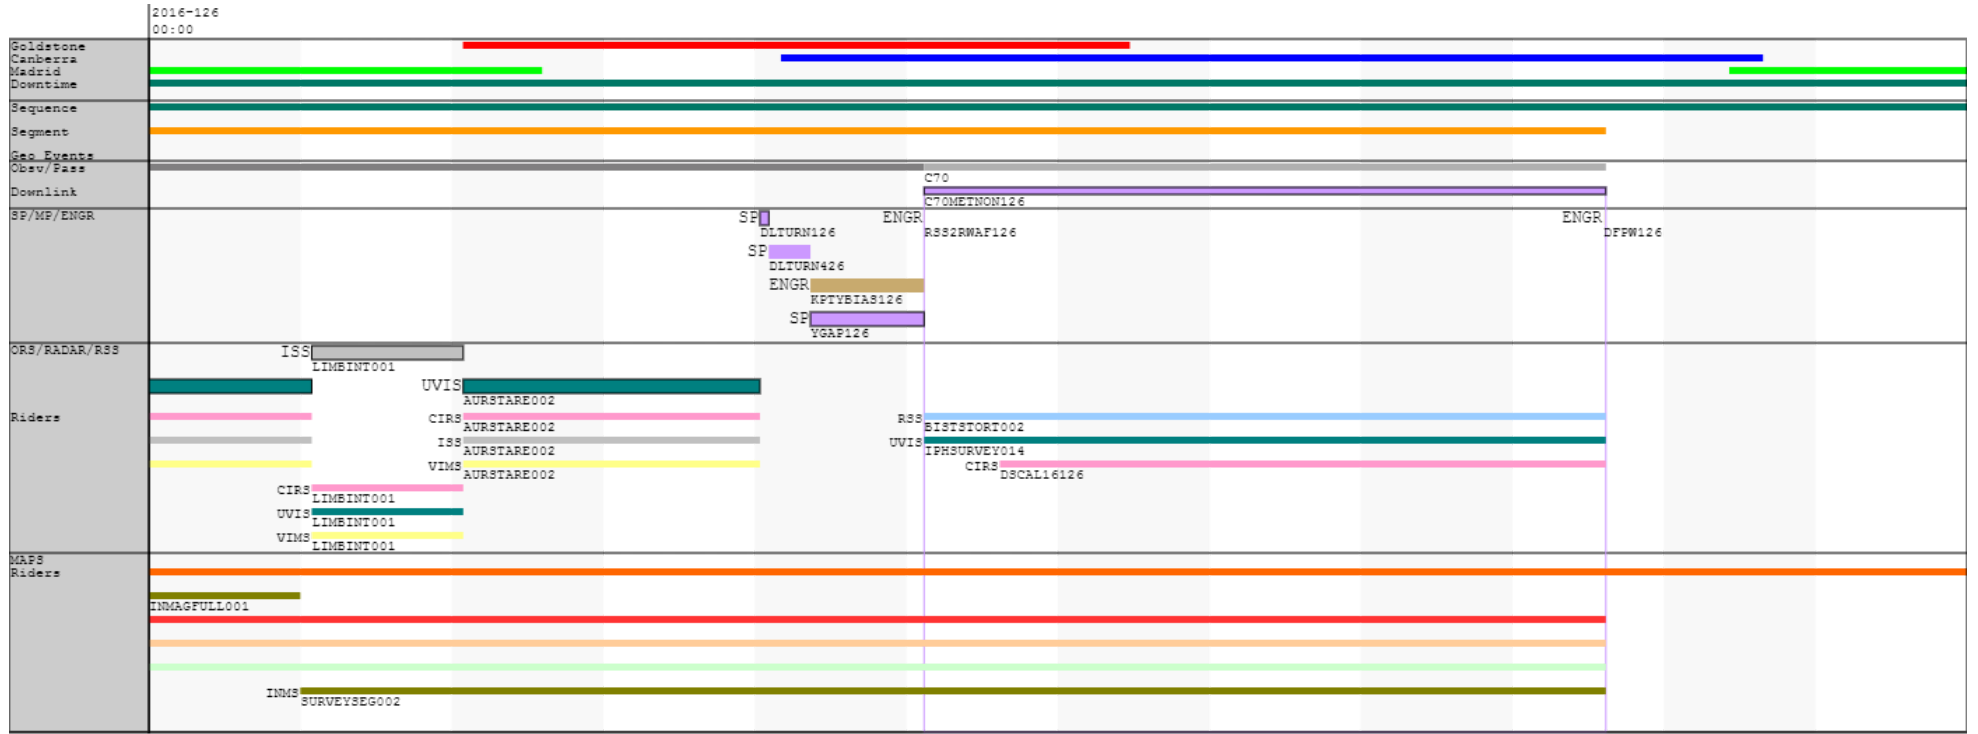 2016-126
00:00
Goldstone
Canberra
Madrid
Downtime
Sequence
Segment
Geo Events
Obsv/Pass
C70
Downlink
C70METNON126
SP/MP/ENGR
SP
ENGR
ENGR
DLTURN126
RSS2RWAF126
DFPW126
SP
DLTURN426
ENGR
KPTYBIAS126
SP
YGAP126
ORS/RADAR/RSS
ISS
LIMBINT001
UVIS
AURSTARE002
Riders
CIRS
RSS
AURSTARE002
BISTSTORT002
ISS
UVIS
AURSTARE002
IPHSURVEY014
VIMS
CIRS
AURSTARE002
DSCAL16126
CIRS
LIMBINT001
UVIS
LIMBINT001
VIMS
LIMBINT001
MAPS
Riders
INMAGFULL001
INMS
SURVEYSEG002